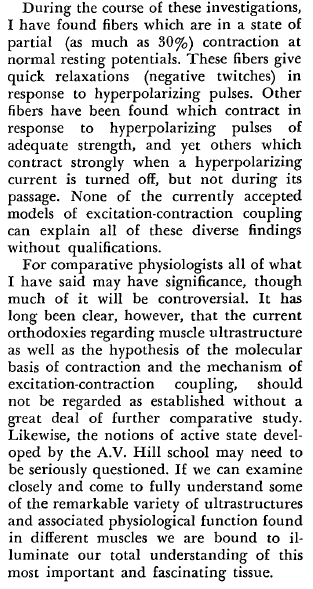 During the course of these investigations,
I have found fibers which are in a state of
partial (as much as 30%) contraction at
normal resting potentials. These fibers give
quick relaxations (negative twitches) in
response to hyperpolarizing pulses. Other
fibers have been found which contract in
response to hyperpolarizing pulses of
adequate strength, and yet others which
contract strongly when a hyperpolarizing
current is turned off, but not during its
passage. None of the currently accepted
models of excitation-contraction coupling
can explain all of these diverse findings
without qualifications.
For comparative physiologists all of what
I have said may have significance, though
much of it will be controversial. It has
long been clear, however, that the current
orthodoxies regarding muscle ultrastructure
as well as the hypothesis of the molecular
basis of contraction and the mechanism of
excitation-contraction coupling, should
not be regarded as established without a
great deal of further comparative study.
Likewise, the notions of active state devel-
oped by the A.V. Hill school may need to
be seriously questioned. If we can examine
closely and come to fully understand some
of the remarkable variety of ultrastructures
and associated physiological function found
in different muscles we are bound to il-
luminate our total understanding of this
most important and fascinating tissue.